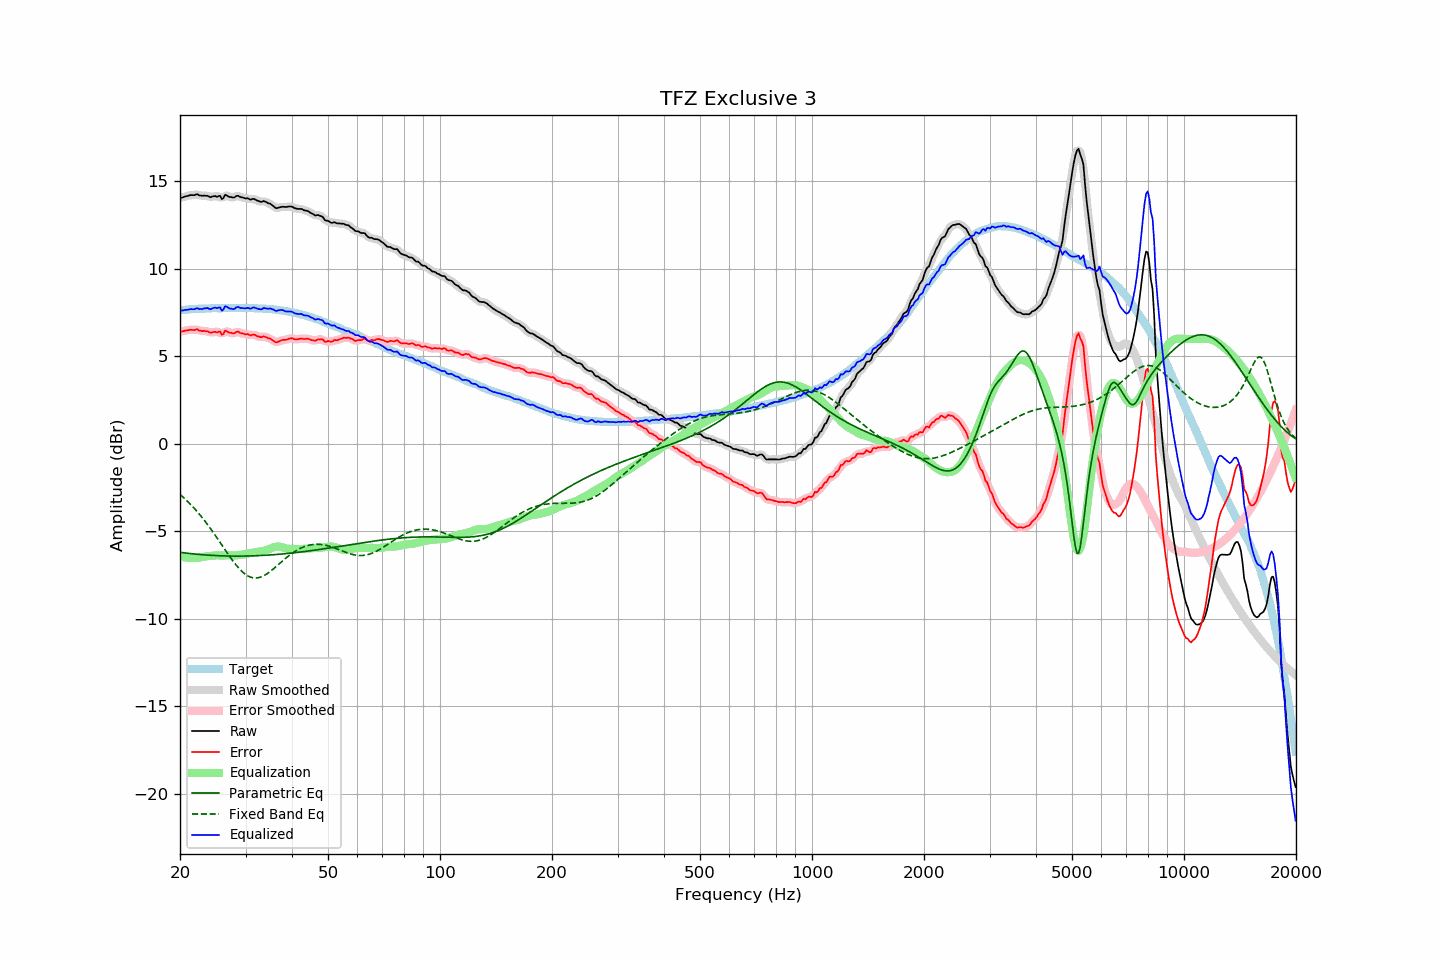 TFZ Exclusive 3
Amplitude (dBr)
15
10
5
0
−5
−10
−15
−20
Target
Raw Smoothed
Error Smoothed
Raw
Error
Equalization
Parametric Eq
Fixed Band Eq
Equalized
20 50 100 200 500 1000 2000 5000 10000 20000
Frequency (Hz)